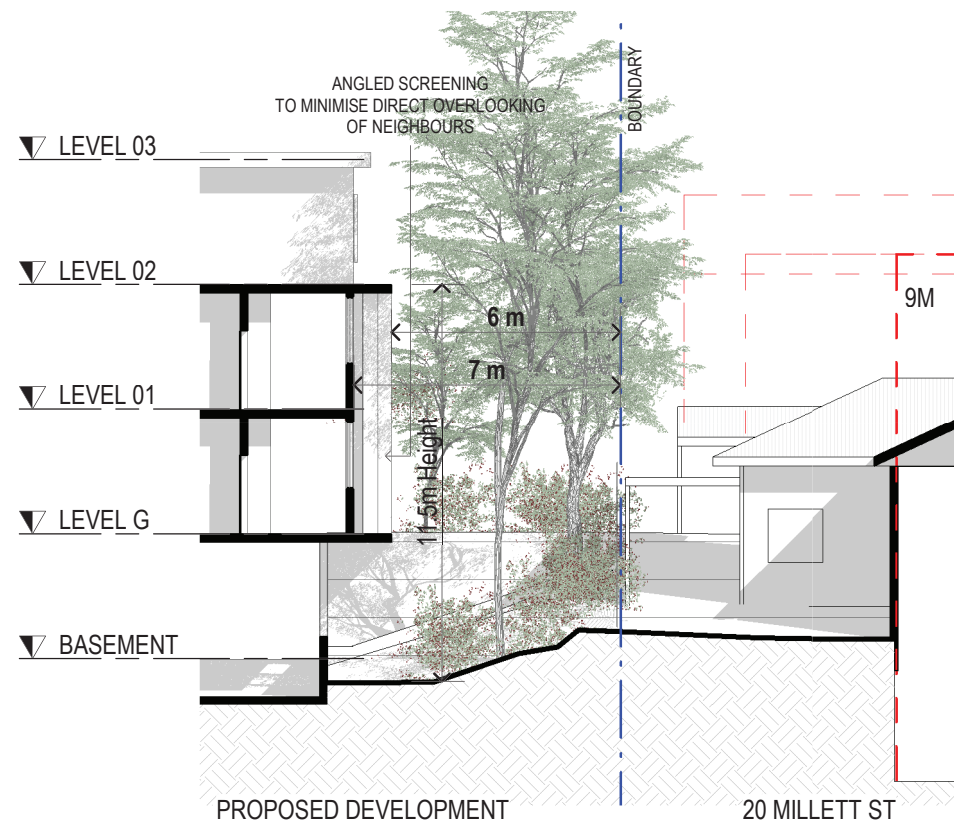 ANGLED SCREENING
TO MINIMISE DIRECT OVERLOOKING
OF NEIGHBOURS
BOUNDARY
LEVEL 03
LEVEL 02
9M
6 m
7 m
LEVEL 01
11.5m Height
LEVEL G
BASEMENT
PROPOSED DEVELOPMENT
20 MILLETT ST